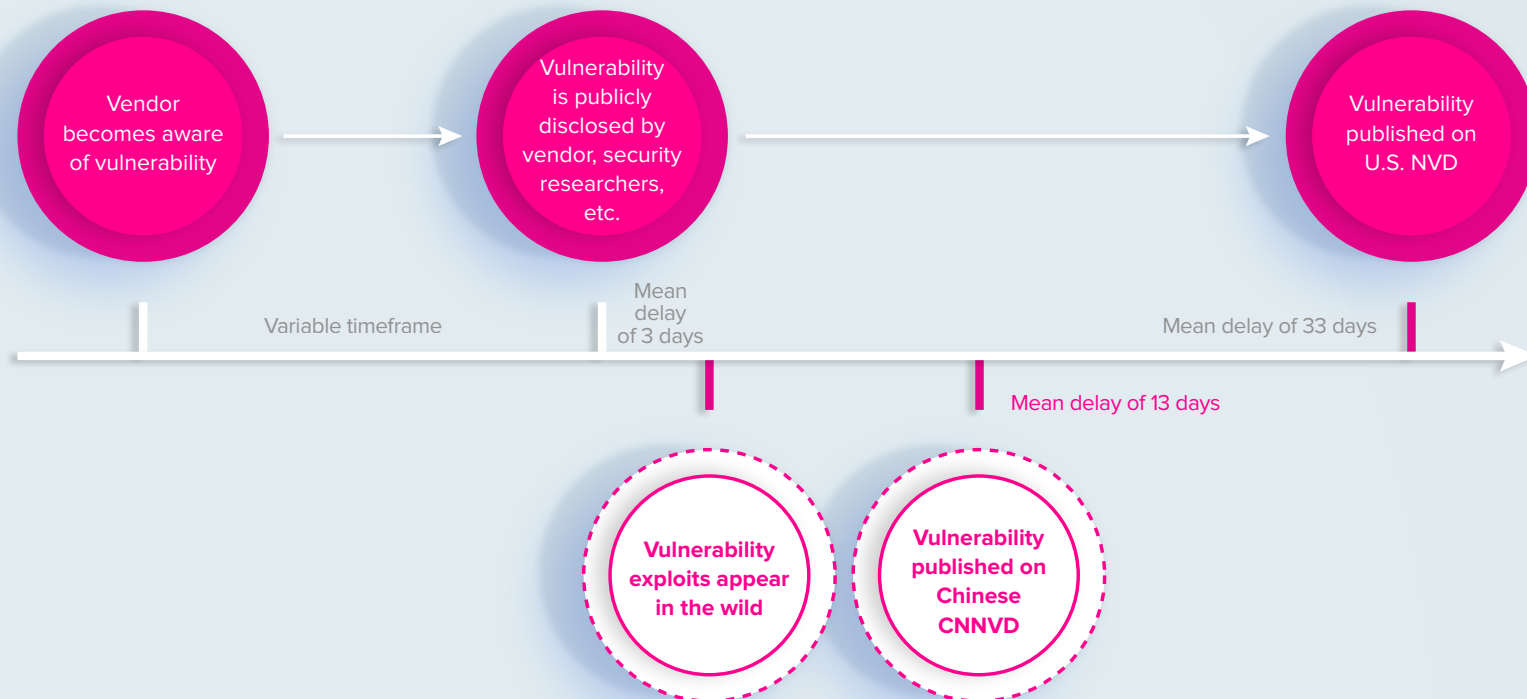 Vendor
becomes aware
of vulnerability
Vulnerability
is publicly
disclosed by
vendor, security
researchers,
etc.
Vulnerability
published on
U.S. NVD
Variable timeframe
Mean
delay
of 3 days
Mean delay of 33 days
Mean delay of 13 days
Vulnerability
exploits appear
in the wild
Vulnerability
published on
Chinese
CNNVD